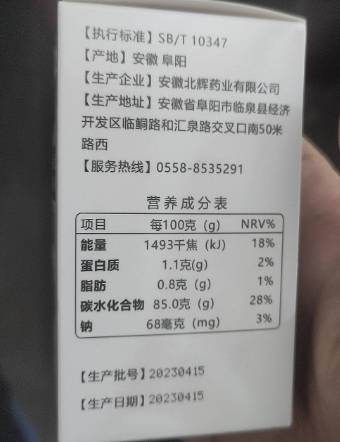 【执行标准】SB/T 10347
【产地】安徽 阜阳
【生产企业】安徽北辉药业有限公司
【生产地址】安徽省阜阳市临泉县经济
开发区临鲖路和汇泉路交叉口南50米
路西
【服务热线】0558-8535291
营养成分表
项目 每100克（g） NRV%
能量 1493千焦（kJ） 18%
蛋白质 1.1克(g) 2%
脂肪 0.8克（g） 1%
碳水化合物 85.0克（g） 28%
钠 68毫克（mg） 3%
【生产批号】20230415
【生产日期】20230415